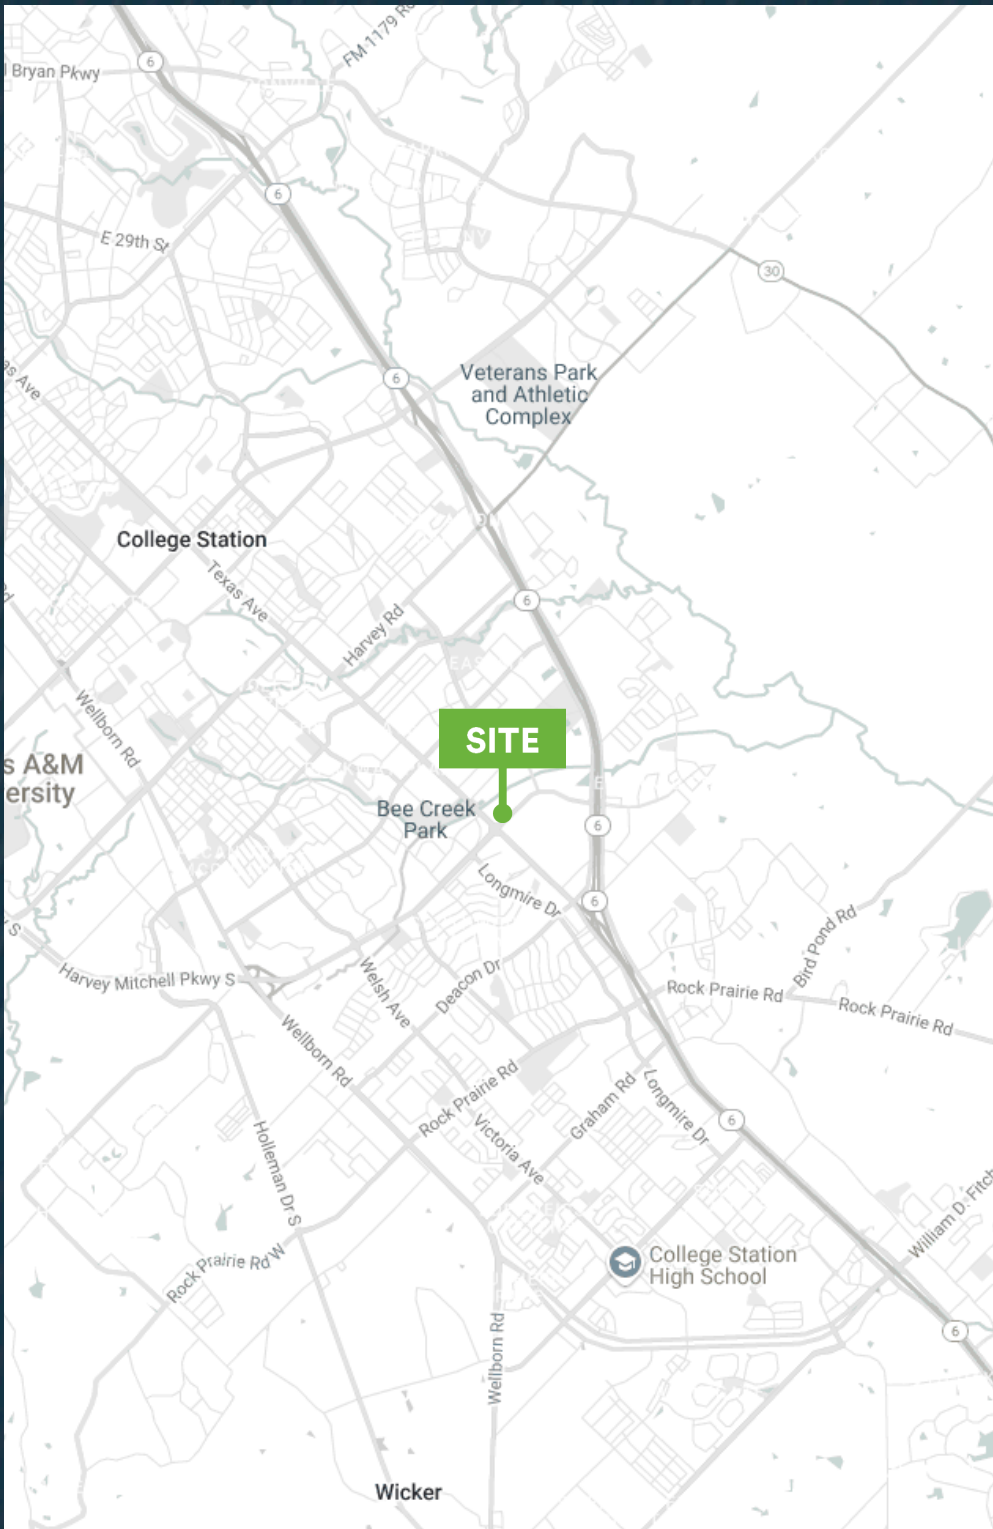 6
FM 1179 Rd
l Bryan Pkwy
6
E 29th St
30
as Ave
6
Veterans Park
and Athletic
Complex
College Station
Texas Ave
6
Harvey Rd
Wellborn Rd
SITE
s A&M
ersity
Bee Creek
Park
6
Longmire Dr
6
Bird Pond Rd
Harvey Mitchell Pkwy S
Welsh Ave
Deacon Dr
Rock Prairie Rd
Rock Prairie Rd
Wellborn Rd
Rock Prairie Rd
Graham Rd
Longmire Dr
6
Victoria Ave
Holleman Dr S
William D. Fitch
Rock Prairie Rd W
College Station
High School
6
Wellborn Rd
Wicker